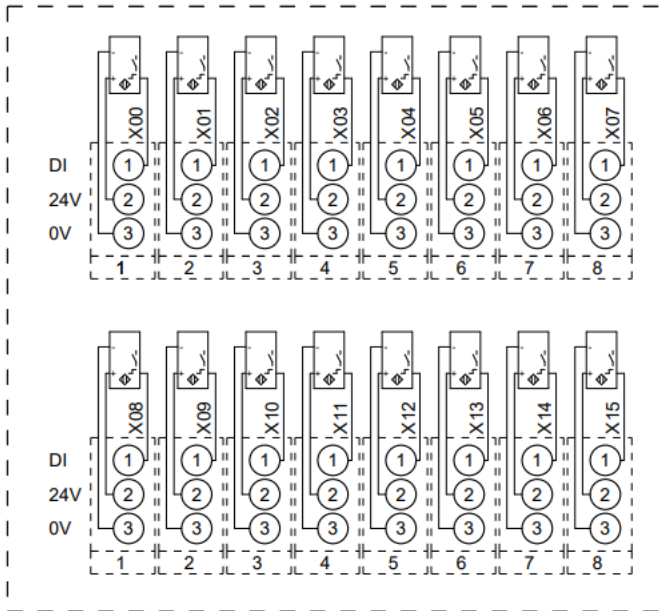 X00 X01 X02 X03 X04 X05 X06 X07
DI 1 1 1 1 1 1 1 1
24V 2 2 2 2 2 2 2 2
0V 3 3 3 3 3 3 3 3
1 2 3 4 5 6 7 8
X08 X09 X10 X11 X12 X13 X14 X15
DI 1 1 1 1 1 1 1 1
24V 2 2 2 2 2 2 2 2
0V 3 3 3 3 3 3 3 3
1 2 3 4 5 6 7 8